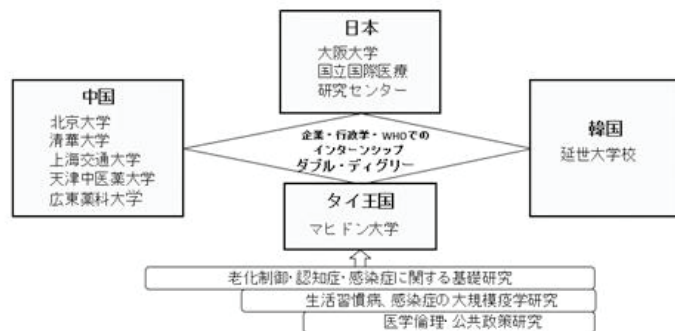 日本
大阪大学
国立国際医療
研究センター
中国
北京大学
清華大学
上海交通大学
天津中医薬大学
広東薬科大学
企業・行政学・WHOでの
インターンシップ
ダブル・ディグリー
韓国
延世大学校
タイ王国
マヒドン大学
老化制御・認知症・感染症に関する基礎研究
生活習慣病、感染症の大規模疫学研究
医学倫理・公共政策研究